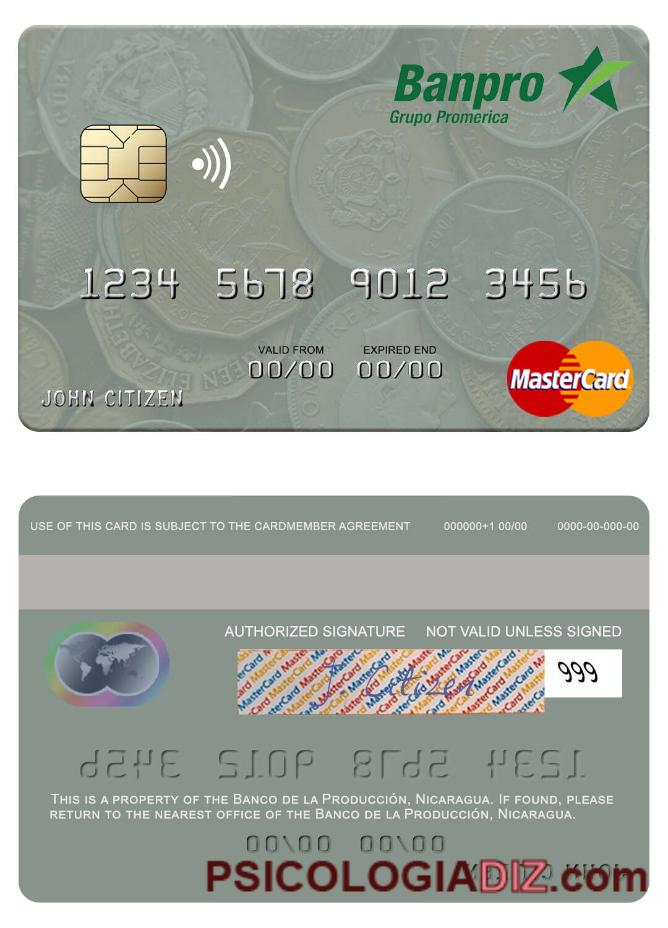 Banpro
Grupo Promerica
1234 5678 9012 3456
VALID FROM EXPIRED END
00/00 00/00
JOHN CITIZEN
MasterCard
USE OF THIS CARD IS SUBJECT TO THE CARDMEMBER AGREEMENT 000000+1 00/00 0000-00-000-00
AUTHORIZED SIGNATURE NOT VALID UNLESS SIGNED
J. Citizen 999
THIS IS A PROPERTY OF THE BANCO DE LA PRODUCCIÓN, NICARAGUA. IF FOUND, PLEASE
RETURN TO THE NEAREST OFFICE OF THE BANCO DE LA PRODUCCIÓN, NICARAGUA.
00/00 00/00
PSICOLOGIADIZ.com